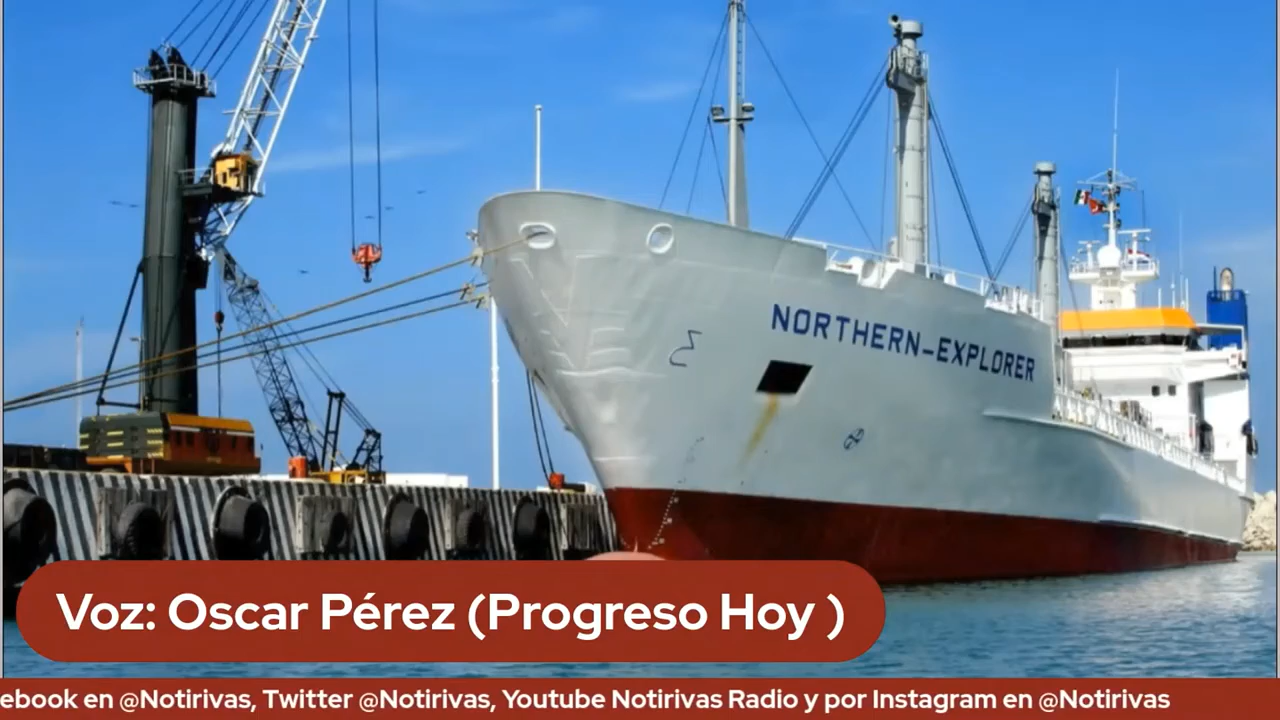 NORTHERN-EXPLORER
Voz: Oscar Pérez (Progreso Hoy )
ebook en @Notirivas, Twitter @Notirivas, Youtube Notirivas Radio y por Instagram en @Notirivas